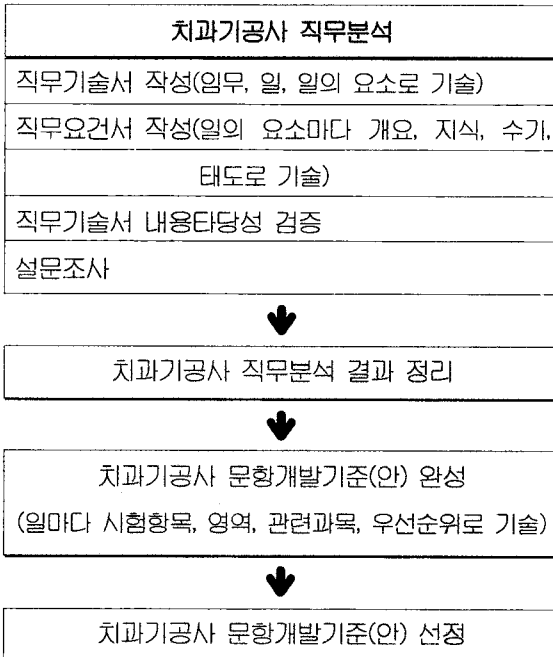 치과기공사 직무분석
직무기술서 작성(임무, 일, 일의 요소로 기술)
직무요건서 작성(일의 요소마다 개요, 지식, 수기,
태도로 기술)
직무기술서 내용타당성 검증
설문조사
치과기공사 직무분석 결과 정리
치과기공사 문항개발기준(안) 완성
(일마다 시험항목, 영역, 관련과목, 우선순위로 기술)
치과기공사 문항개발기준(안) 선정